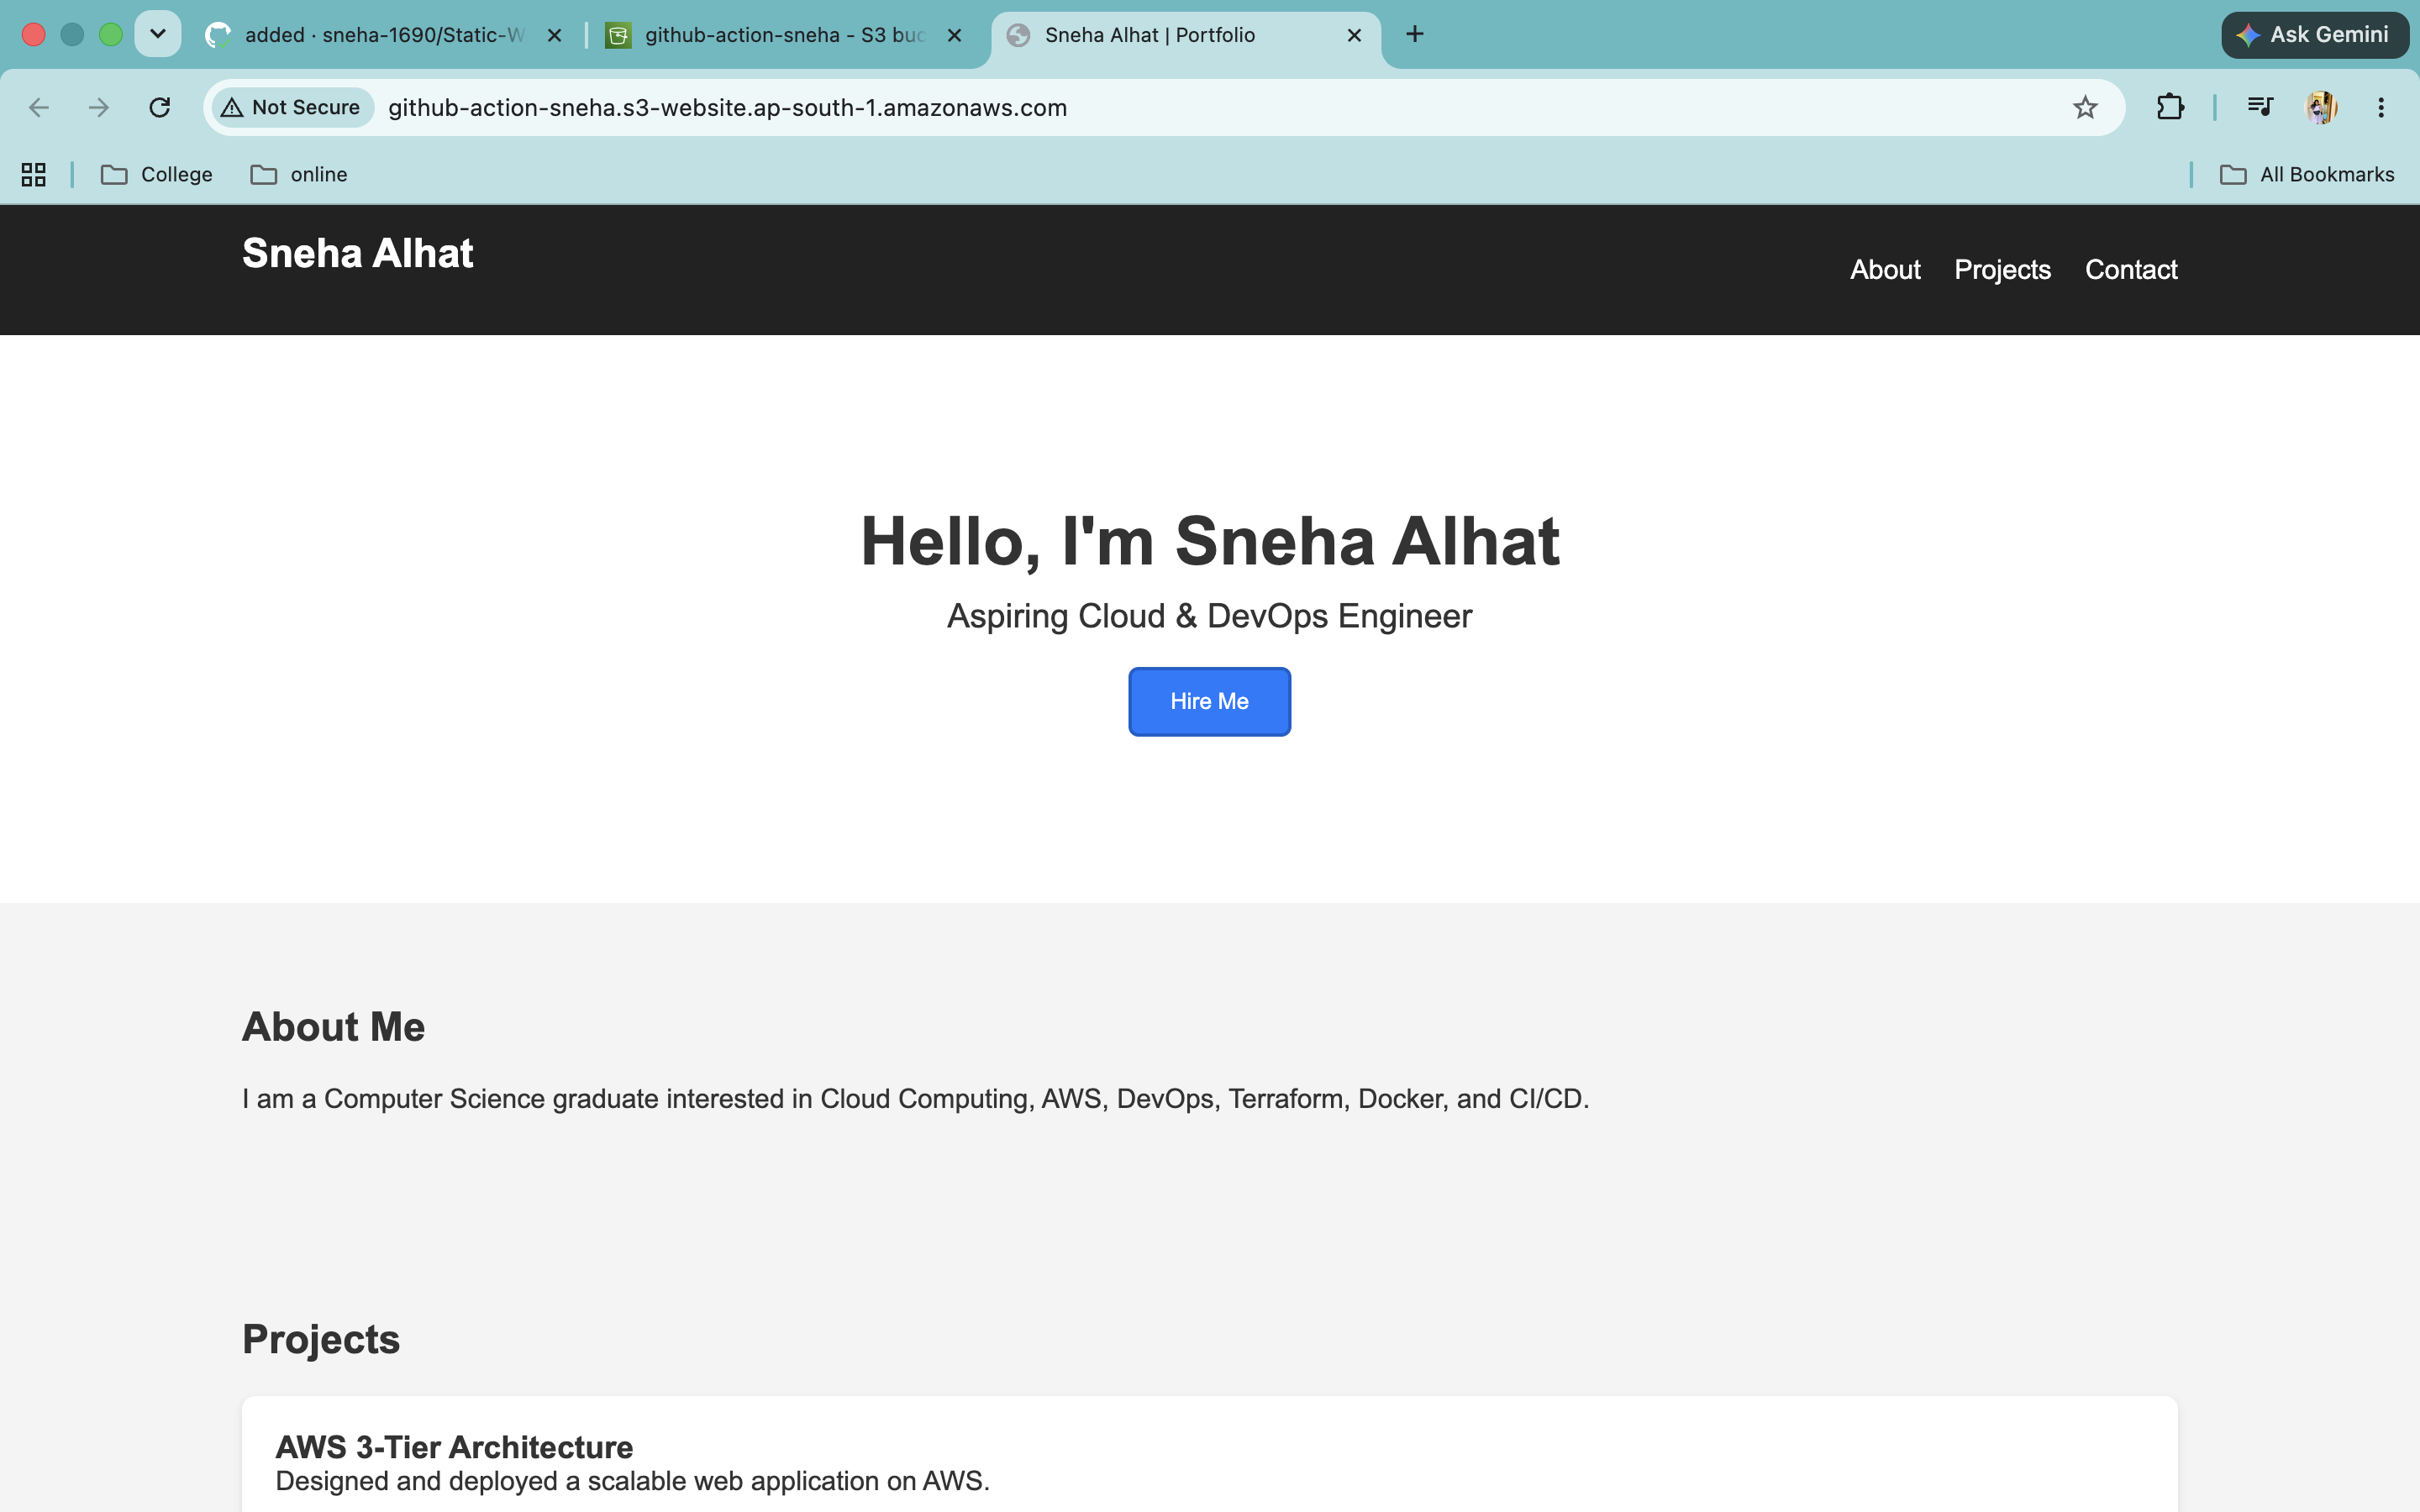 added · sneha-1690/Static-W
github-action-sneha - S3 buc
Sneha Alhat | Portfolio
Ask Gemini
Not Secure
github-action-sneha.s3-website.ap-south-1.amazonaws.com
College
online
All Bookmarks
Sneha Alhat
About
Projects
Contact
Hello, I'm Sneha Alhat
Aspiring Cloud & DevOps Engineer
Hire Me
About Me
I am a Computer Science graduate interested in Cloud Computing, AWS, DevOps, Terraform, Docker, and CI/CD.
Projects
AWS 3-Tier Architecture
Designed and deployed a scalable web application on AWS.